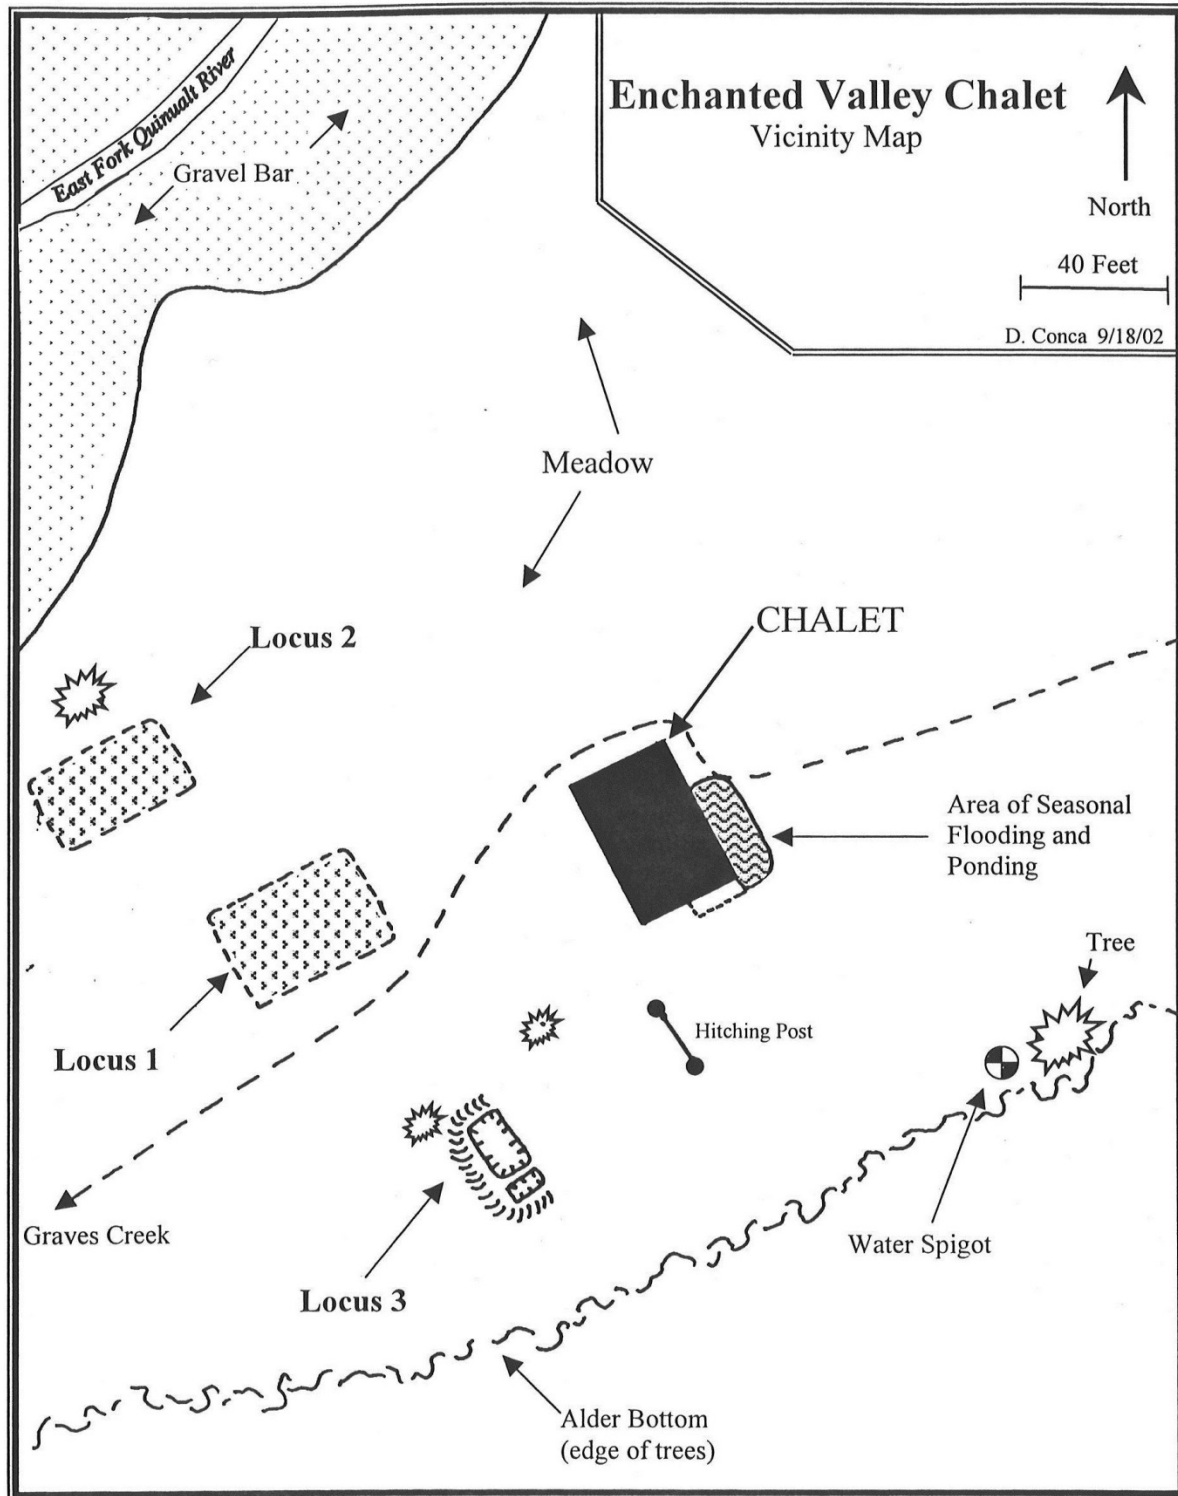 Enchanted Valley Chalet
Vicinity Map
North
40 Feet
D. Conca 9/18/02
East Fork Quinualt River
Gravel Bar
Meadow
CHALET
Locus 2
Area of Seasonal
Flooding and
Ponding
Tree
Hitching Post
Locus 1
Graves Creek
Water Spigot
Locus 3
Alder Bottom
(edge of trees)